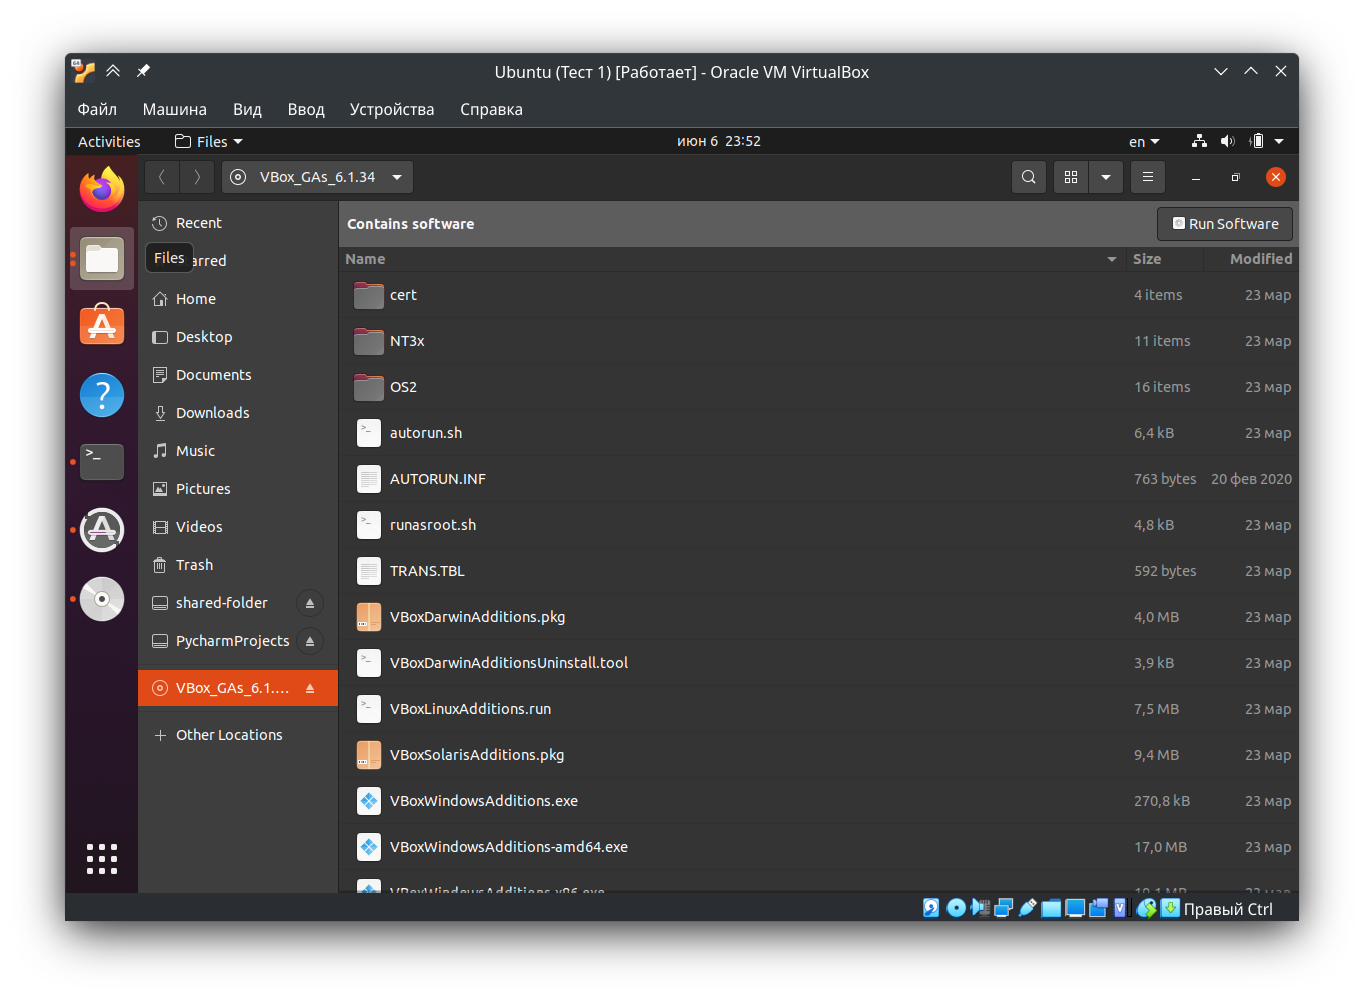 Ubuntu (Тест 1) [Работает] - Oracle VM VirtualBox
Файл Машина Вид Ввод Устройства Справка
Activities Files июн 6 23:52 en
VBox_GAs_6.1.34
Recent
Contains software Run Software
Files arred
Name Size Modified
Home
cert 4 items 23 мар
Desktop
NT3x 11 items 23 мар
Documents
OS2 16 items 23 мар
Downloads
autorun.sh 6,4 kB 23 мар
Music
AUTORUN.INF 763 bytes 20 фев 2020
Pictures
runasroot.sh 4,8 kB 23 мар
Videos
TRANS.TBL 592 bytes 23 мар
Trash
shared-folder
VBoxDarwinAdditions.pkg 4,0 MB 23 мар
PycharmProjects
VBoxDarwinAdditionsUninstall.tool 3,9 kB 23 мар
VBox_GAs_6.1....
VBoxLinuxAdditions.run 7,5 MB 23 мар
Other Locations
VBoxSolarisAdditions.pkg 9,4 MB 23 мар
VBoxWindowsAdditions.exe 270,8 kB 23 мар
VBoxWindowsAdditions-amd64.exe 17,0 MB 23 мар
VBoxWindowsAdditions-x86.exe 23 мар
Правый Ctrl